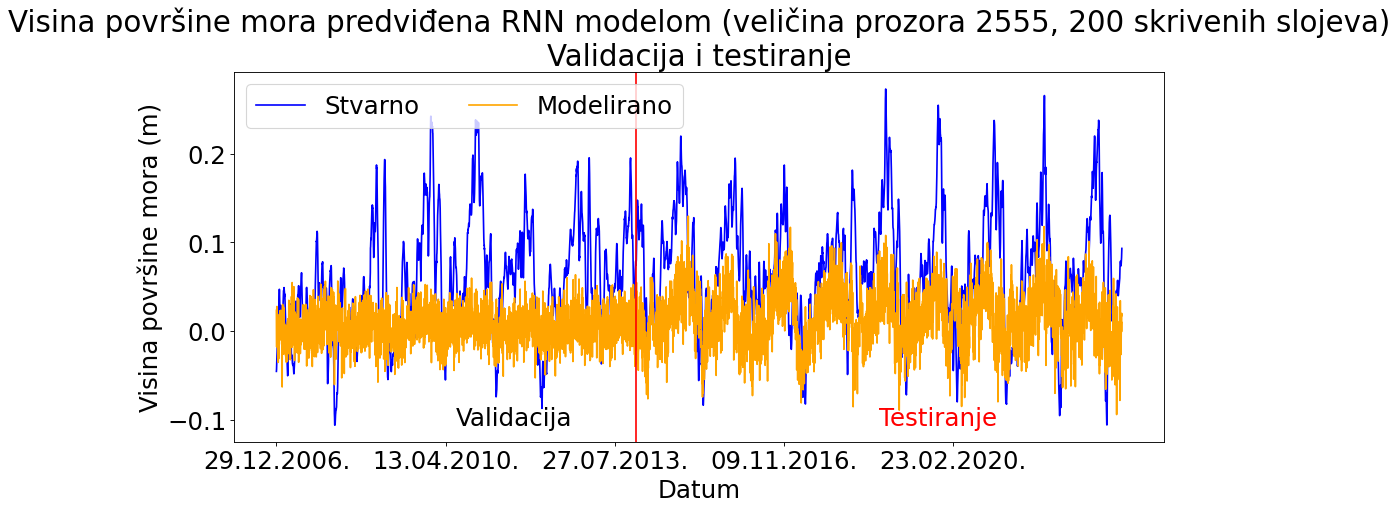 Visina površine mora predviđena RNN modelom (veličina prozora 2555, 200 skrivenih slojeva)
Validacija i testiranje
Stvarno Modelirano
Visina površine mora (m)
0.2
0.1
0.0
−0.1
Validacija Testiranje
29.12.2006. 13.04.2010. 27.07.2013. 09.11.2016. 23.02.2020.
Datum